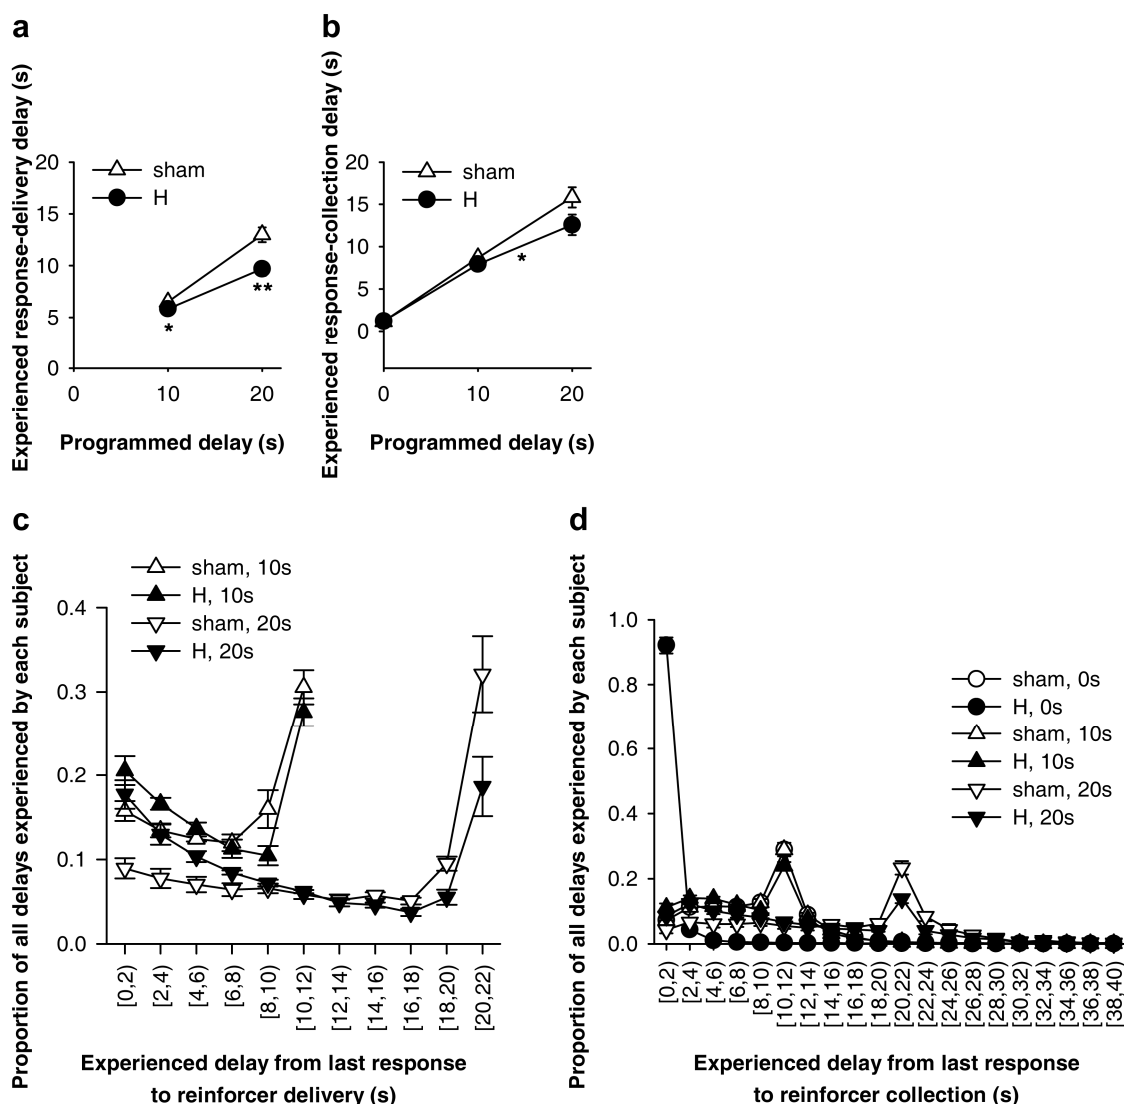 a
Experienced response-delivery delay (s)
20
15
10
5
0
sham
H
*
**
0 10 20
Programmed delay (s)
b
Experienced response-collection delay (s)
20
15
10
5
0
sham
H
*
0 10 20
Programmed delay (s)
c
Proportion of all delays experienced by each subject
0.4
0.3
0.2
0.1
0.0
sham, 10s
H, 10s
sham, 20s
H, 20s
[0,2)
[2,4)
[4,6)
[6,8)
[8,10)
[10,12)
[12,14)
[14,16)
[16,18)
[18,20)
[20,22)
Experienced delay from last response
to reinforcer delivery (s)
d
Proportion of all delays experienced by each subject
1.0
0.8
0.6
0.4
0.2
0.0
sham, 0s
H, 0s
sham, 10s
H, 10s
sham, 20s
H, 20s
[0,2)
[2,4)
[4,6)
[6,8)
[8,10)
[10,12)
[12,14)
[14,16)
[16,18)
[18,20)
[20,22)
[22,24)
[24,26)
[26,28)
[28,30)
[30,32)
[32,34)
[34,36)
[36,38)
[38,40)
Experienced delay from last response
to reinforcer collection (s)